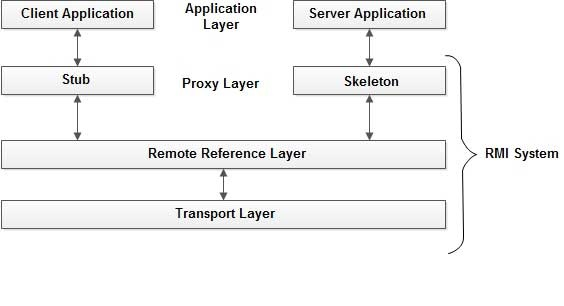 Client Application
Application
Layer
Server Application
Stub
Proxy Layer
Skeleton
Remote Reference Layer
RMI System
Transport Layer